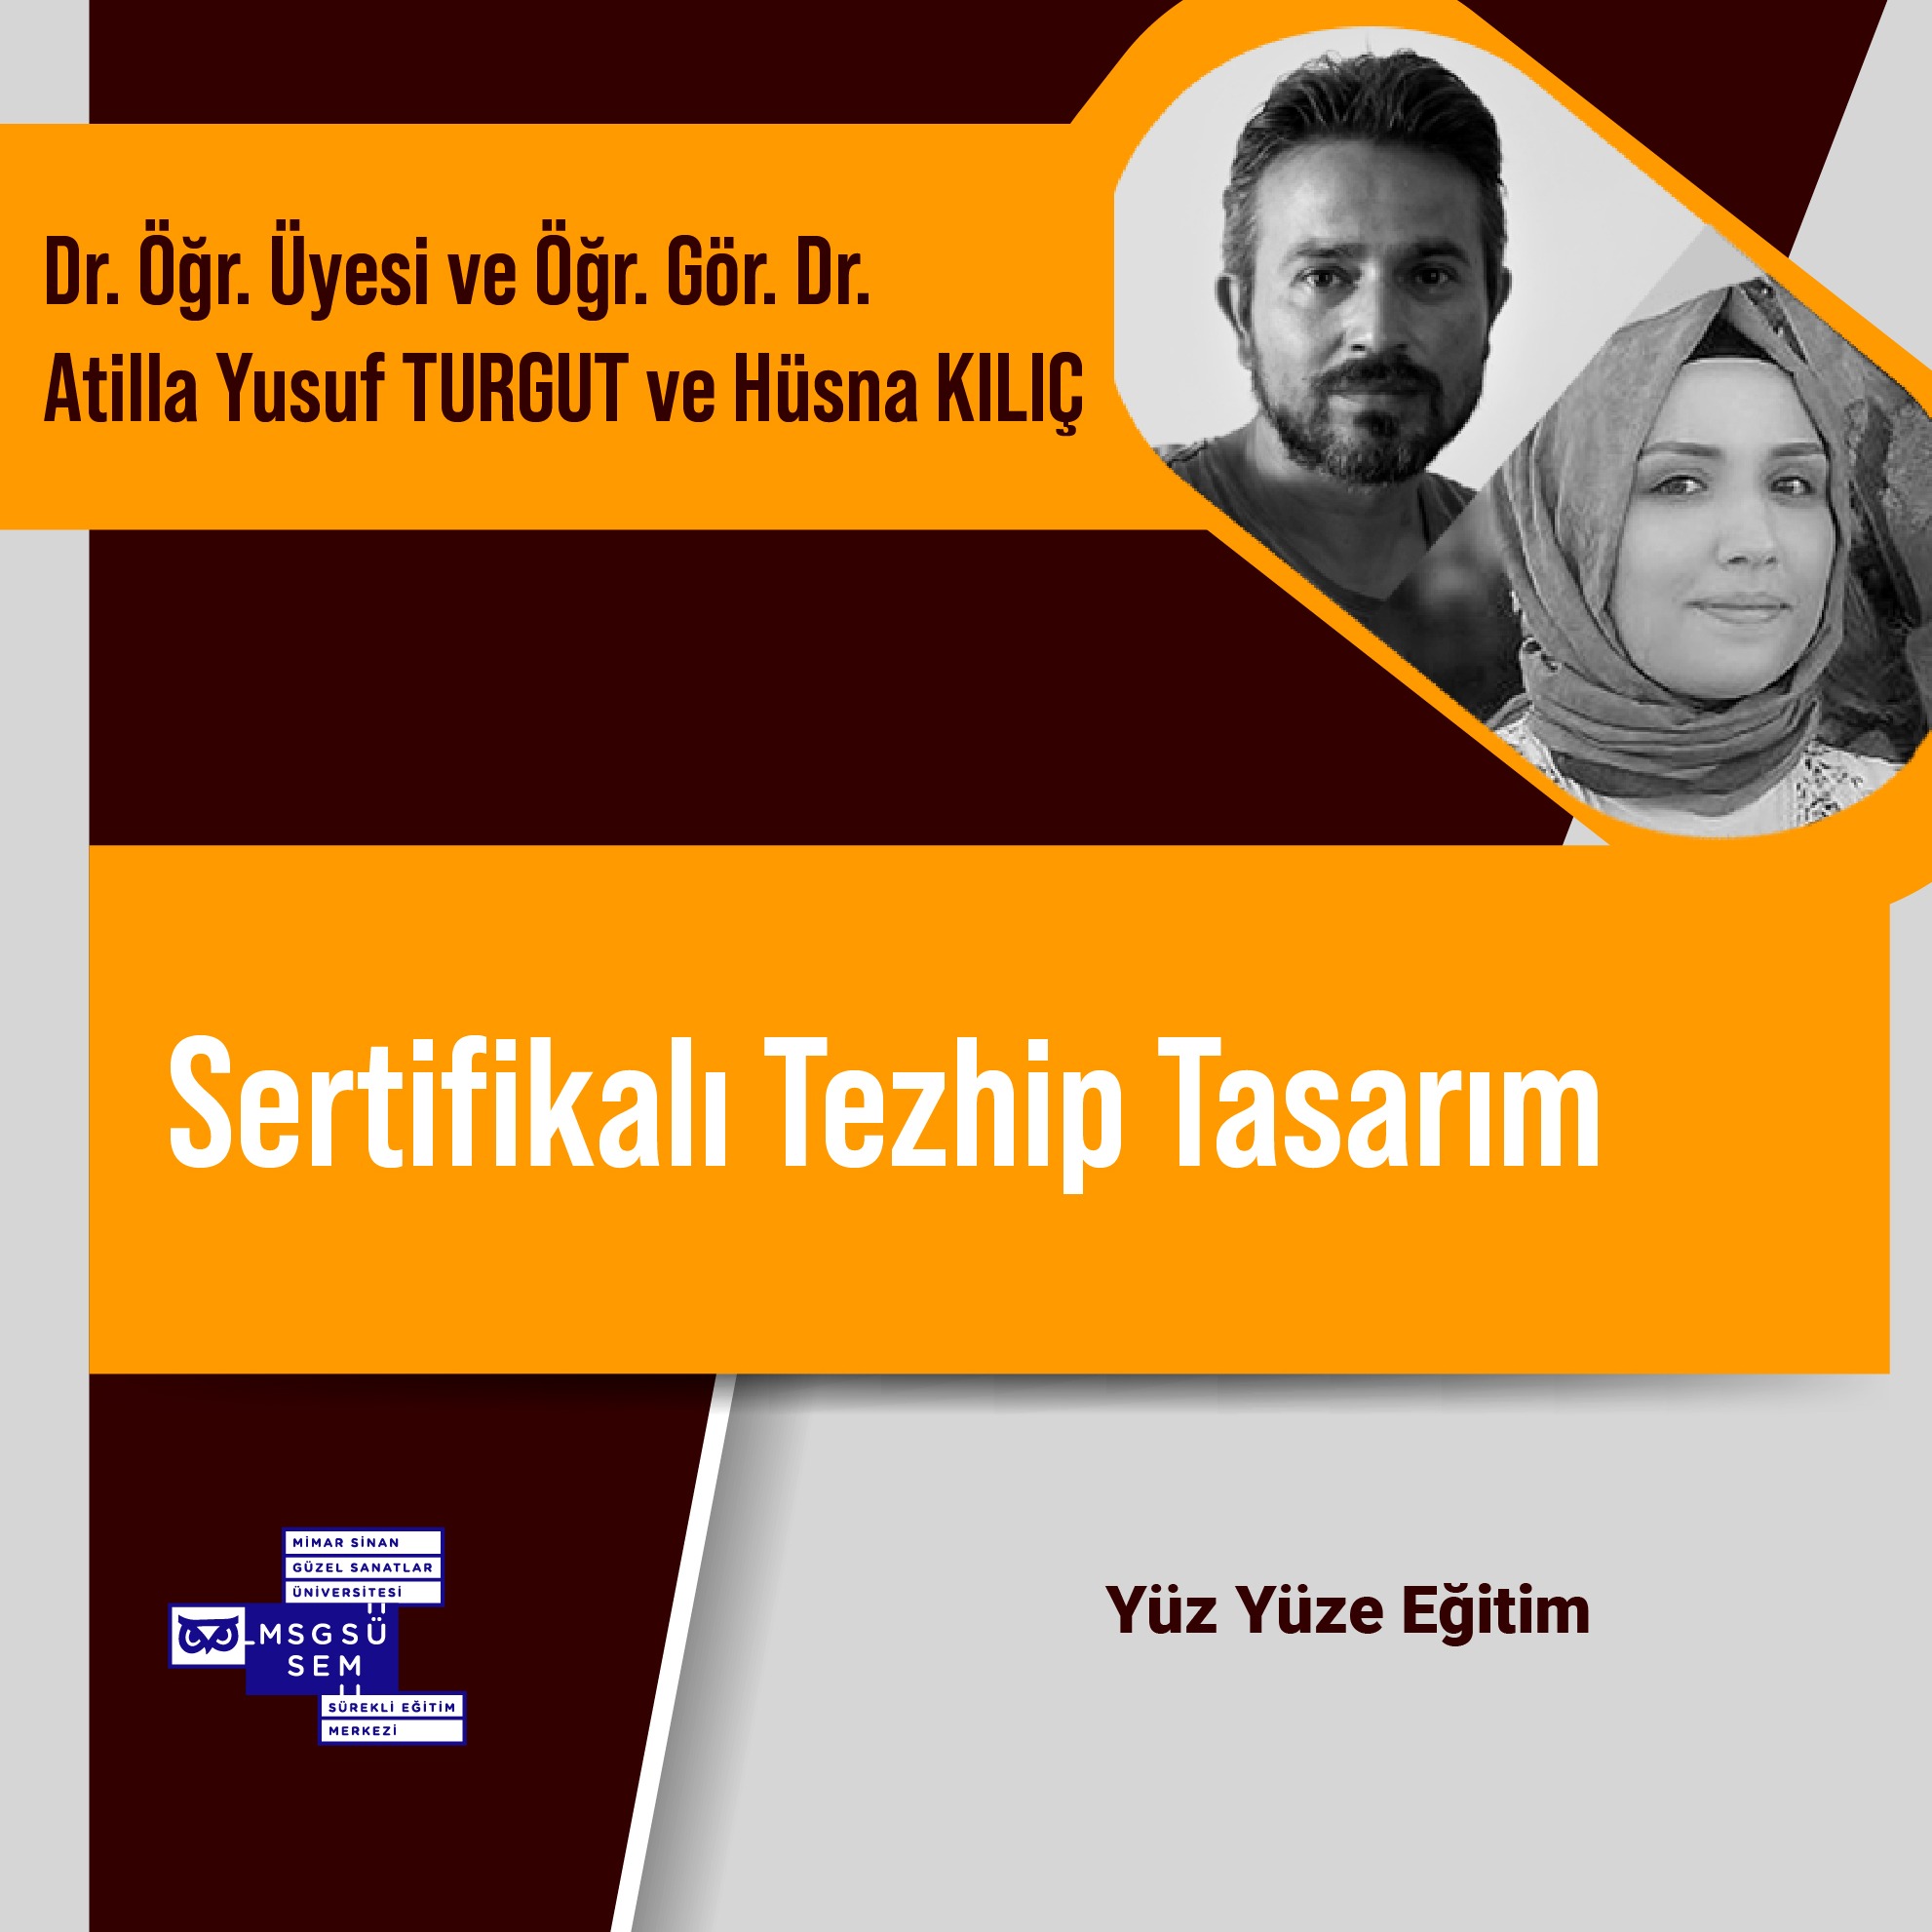 Dr. Öğr. Üyesi ve Öğr. Gör. Dr.
Atilla Yusuf TURGUT ve Hüsna KILIÇ
Sertifikalı Tezhip Tasarım
MİMAR SİNAN
GÜZEL SANATLAR
ÜNİVERSİTESİ
MSGSÜ
SEM
SÜREKLİ EĞİTİM
MERKEZİ
Yüz Yüze Eğitim